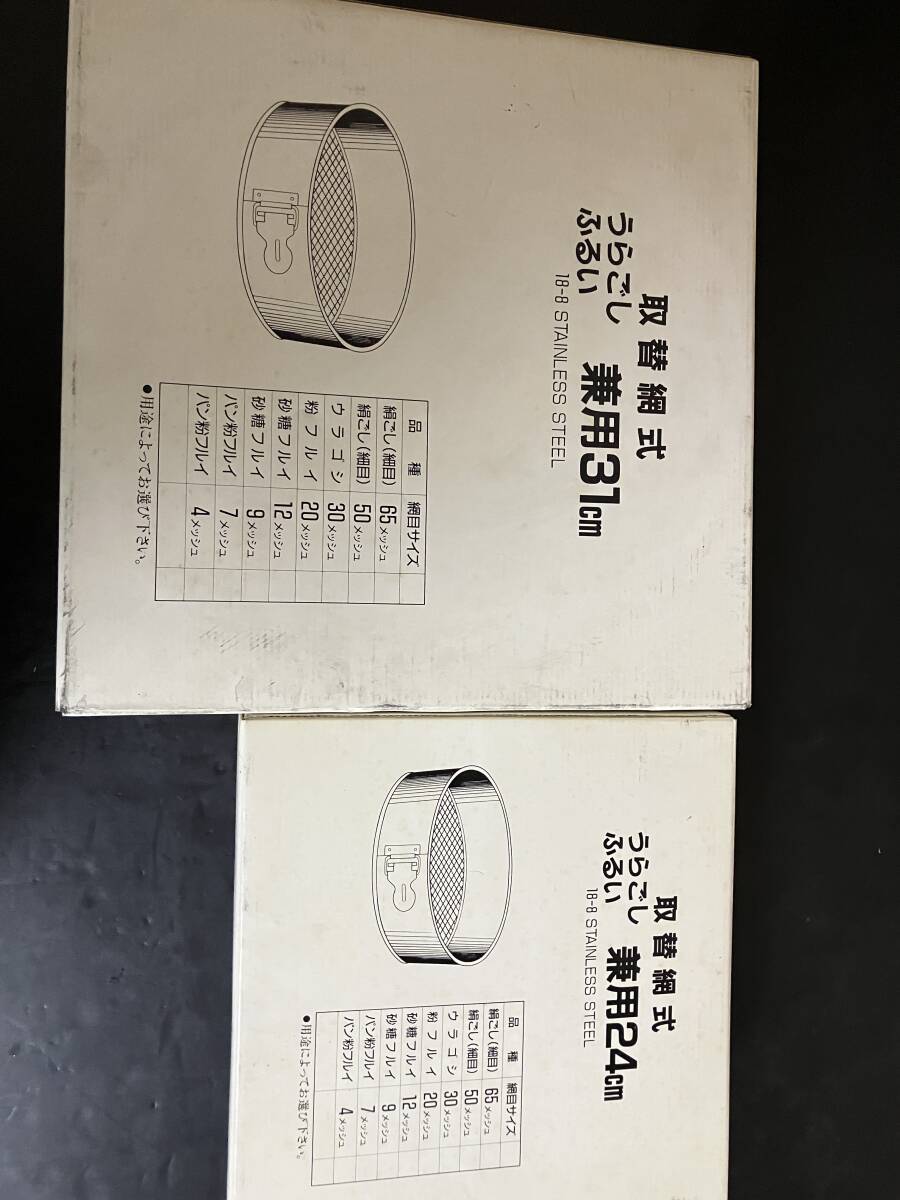 取替網式
うらごし
ふるい 兼用31cm
18-8 STAINLESS STEEL
品種 網目サイズ
絹ごし(細目) 65メッシュ
絹ごし(細目) 50メッシュ
ウラゴシ 30メッシュ
粉フルイ 20メッシュ
砂糖フルイ 12メッシュ
砂糖フルイ 9メッシュ
パン粉フルイ 7メッシュ
パン粉フルイ 4メッシュ
●用途によってお選び下さい。
取替網式
うらごし
ふるい 兼用24cm
18-8 STAINLESS STEEL
品種 網目サイズ
絹ごし(細目) 65メッシュ
絹ごし(細目) 50メッシュ
ウラゴシ 30メッシュ
粉フルイ 20メッシュ
砂糖フルイ 12メッシュ
砂糖フルイ 9メッシュ
パン粉フルイ 7メッシュ
パン粉フルイ 4メッシュ
●用途によってお選び下さい。